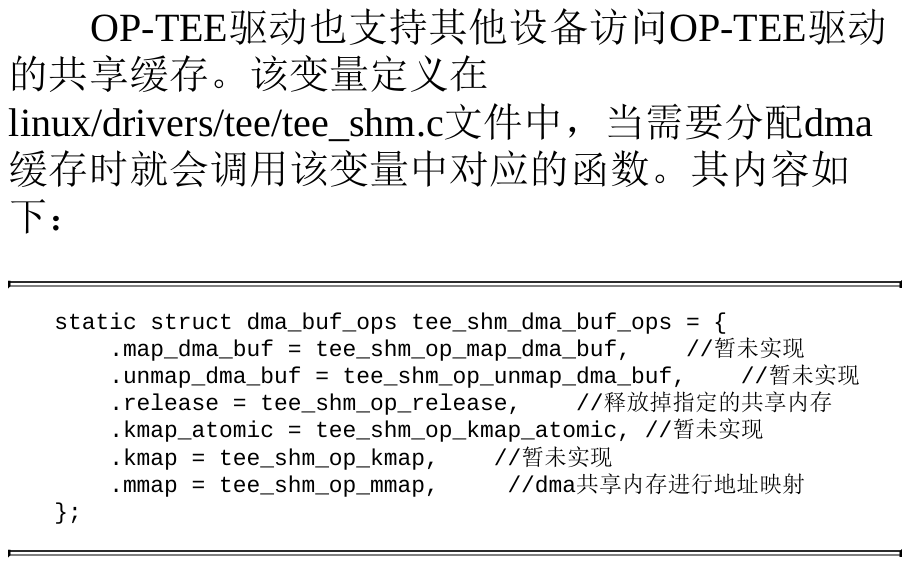 OP-TEE驱动也支持其他设备访问OP-TEE驱动
的共享缓存。该变量定义在
linux/drivers/tee/tee_shm.c文件中，当需要分配dma
缓存时就会调用该变量中对应的函数。其内容如
下：
static struct dma_buf_ops tee_shm_dma_buf_ops = {
    .map_dma_buf = tee_shm_op_map_dma_buf,    //暂未实现
    .unmap_dma_buf = tee_shm_op_unmap_dma_buf,    //暂未实现
    .release = tee_shm_op_release,    //释放掉指定的共享内存
    .kmap_atomic = tee_shm_op_kmap_atomic, //暂未实现
    .kmap = tee_shm_op_kmap,    //暂未实现
    .mmap = tee_shm_op_mmap,     //dma共享内存进行地址映射
};